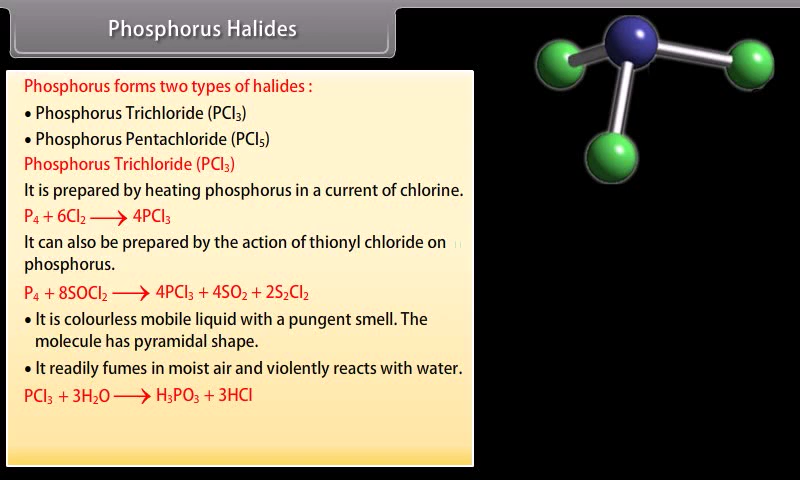 Phosphorus Halides
Phosphorus forms two types of halides :
• Phosphorus Trichloride (PCl₃)
• Phosphorus Pentachloride (PCl₅)
Phosphorus Trichloride (PCl₃)
It is prepared by heating phosphorus in a current of chlorine.
P₄ + 6Cl₂ ⟶ 4PCl₃
It can also be prepared by the action of thionyl chloride on
phosphorus.
P₄ + 8SOCl₂ ⟶ 4PCl₃ + 4SO₂ + 2S₂Cl₂
• It is colourless mobile liquid with a pungent smell. The
molecule has pyramidal shape.
• It readily fumes in moist air and violently reacts with water.
PCl₃ + 3H₂O ⟶ H₃PO₃ + 3HCl